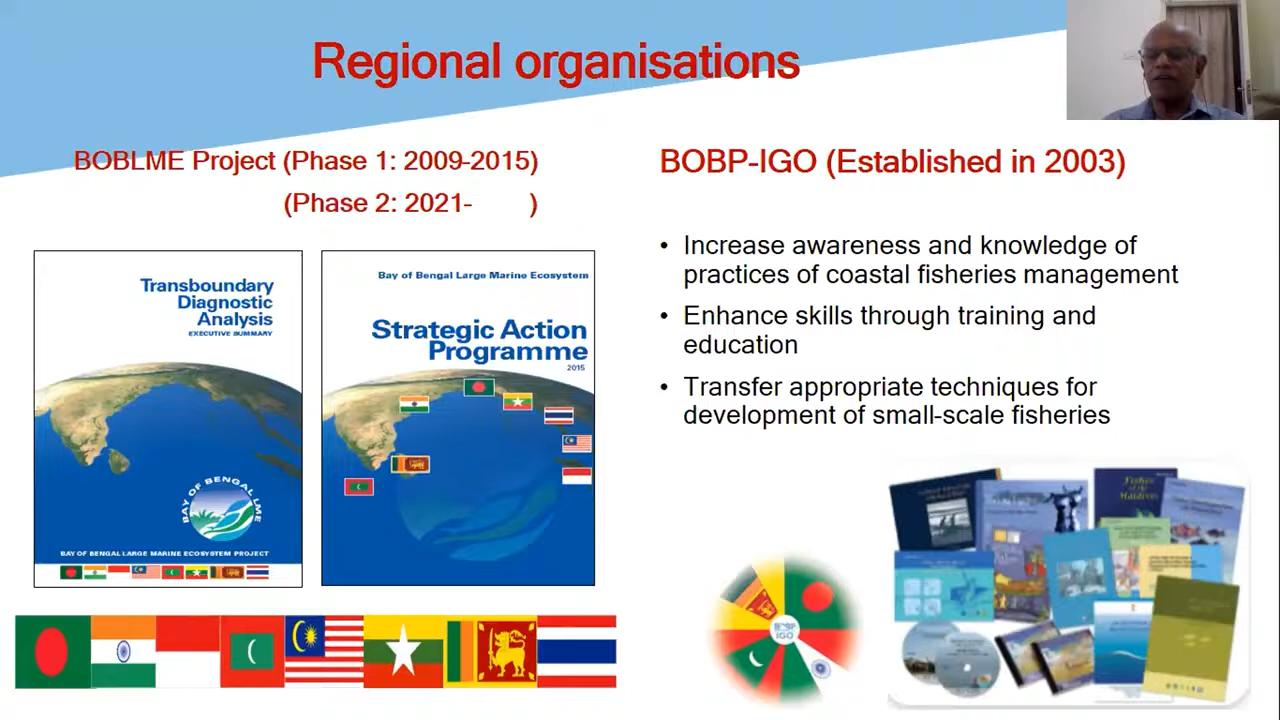 Regional organisations
BOBLME Project (Phase 1: 2009-2015)
(Phase 2: 2021- )
Transboundary
Diagnostic
Analysis
EXECUTIVE SUMMARY
BAY OF BENGAL LME
BAY OF BENGAL LARGE MARINE ECOSYSTEM PROJECT
Bay of Bengal Large Marine Ecosystem
Strategic Action
Programme
2015
BOBP-IGO (Established in 2003)
• Increase awareness and knowledge of
practices of coastal fisheries management
• Enhance skills through training and
education
• Transfer appropriate techniques for
development of small-scale fisheries
BOBP
IGO
Fishes
of the
Maldives